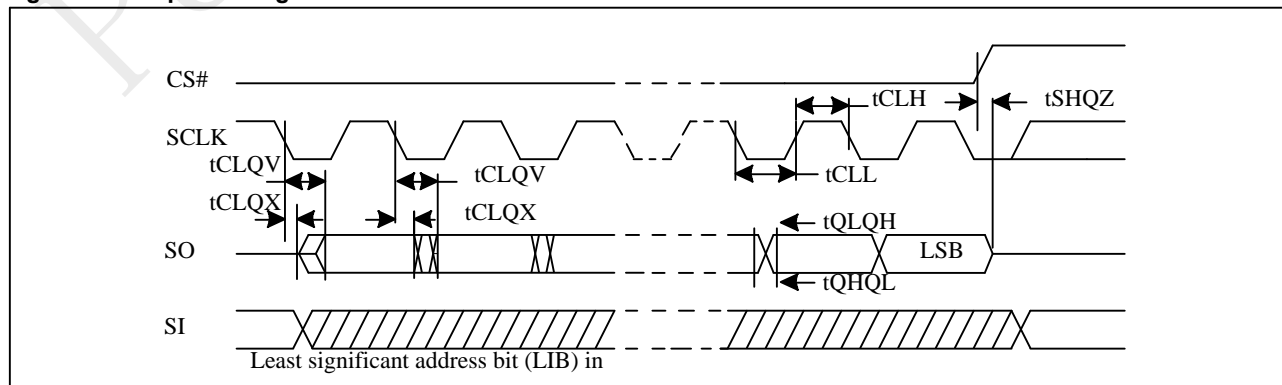 CS#
tCLH
tSHQZ
SCLK
tCLQV
tCLQV
tCLL
tCLQX
tCLQX
tQLQH
SO
LSB
tQHQL
SI
Least significant address bit (LIB) in